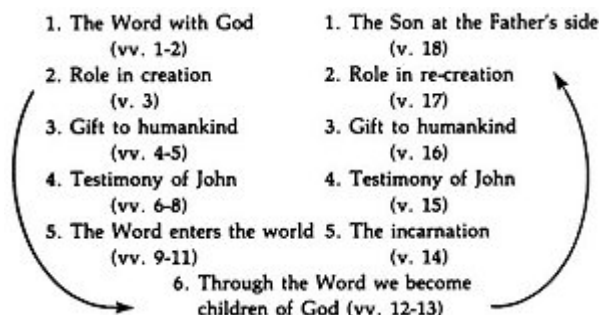 1. The Word with God
(vv. 1-2)
2. Role in creation
(v. 3)
3. Gift to humankind
(vv. 4-5)
4. Testimony of John
(vv. 6-8)
5. The Word enters the world
(vv. 9-11)
1. The Son at the Father's side
(v. 18)
2. Role in re-creation
(v. 17)
3. Gift to humankind
(v. 16)
4. Testimony of John
(v. 15)
5. The incarnation
(v. 14)
6. Through the Word we become
children of God (vv. 12-13)